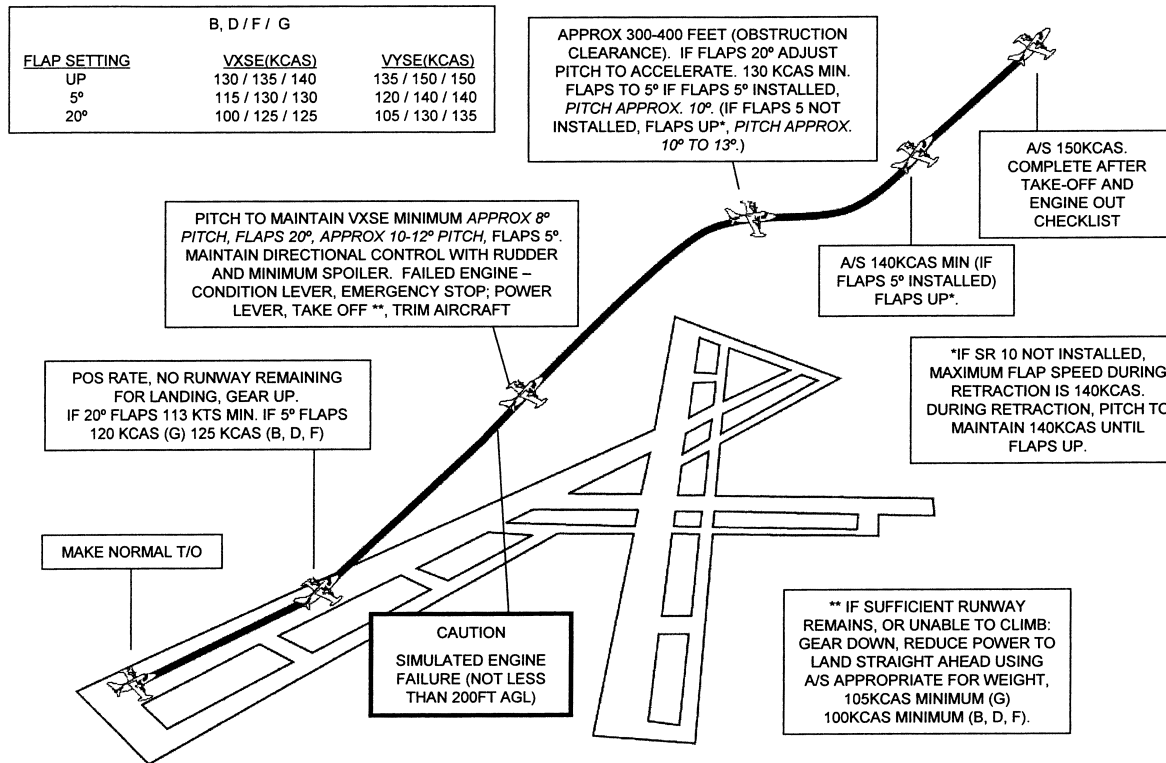 B, D / F / G
FLAP SETTING VXSE(KCAS) VYSE(KCAS)
UP 130 / 135 / 140 135 / 150 / 150
5º 115 / 130 / 130 120 / 140 / 140
20º 100 / 125 / 125 105 / 130 / 135
APPROX 300-400 FEET (OBSTRUCTION
CLEARANCE). IF FLAPS 20º ADJUST
PITCH TO ACCELERATE. 130 KCAS MIN.
FLAPS TO 5º IF FLAPS 5º INSTALLED,
PITCH APPROX. 10º. (IF FLAPS 5 NOT
INSTALLED, FLAPS UP*, PITCH APPROX.
10º TO 13º.)
A/S 150KCAS.
COMPLETE AFTER
TAKE-OFF AND
ENGINE OUT
CHECKLIST
PITCH TO MAINTAIN VXSE MINIMUM APPROX 8º
PITCH, FLAPS 20º, APPROX 10-12º PITCH, FLAPS 5º.
MAINTAIN DIRECTIONAL CONTROL WITH RUDDER
AND MINIMUM SPOILER. FAILED ENGINE –
CONDITION LEVER, EMERGENCY STOP; POWER
LEVER, TAKE OFF **, TRIM AIRCRAFT
A/S 140KCAS MIN (IF
FLAPS 5º INSTALLED)
FLAPS UP*.
POS RATE, NO RUNWAY REMAINING
FOR LANDING, GEAR UP.
IF 20º FLAPS 113 KTS MIN. IF 5º FLAPS
120 KCAS (G) 125 KCAS (B, D, F)
*IF SR 10 NOT INSTALLED,
MAXIMUM FLAP SPEED DURING
RETRACTION IS 140KCAS.
DURING RETRACTION, PITCH TO
MAINTAIN 140KCAS UNTIL
FLAPS UP.
MAKE NORMAL T/O
CAUTION
SIMULATED ENGINE
FAILURE (NOT LESS
THAN 200FT AGL)
** IF SUFFICIENT RUNWAY
REMAINS, OR UNABLE TO CLIMB:
GEAR DOWN, REDUCE POWER TO
LAND STRAIGHT AHEAD USING
A/S APPROPRIATE FOR WEIGHT,
105KCAS MINIMUM (G)
100KCAS MINIMUM (B, D, F).